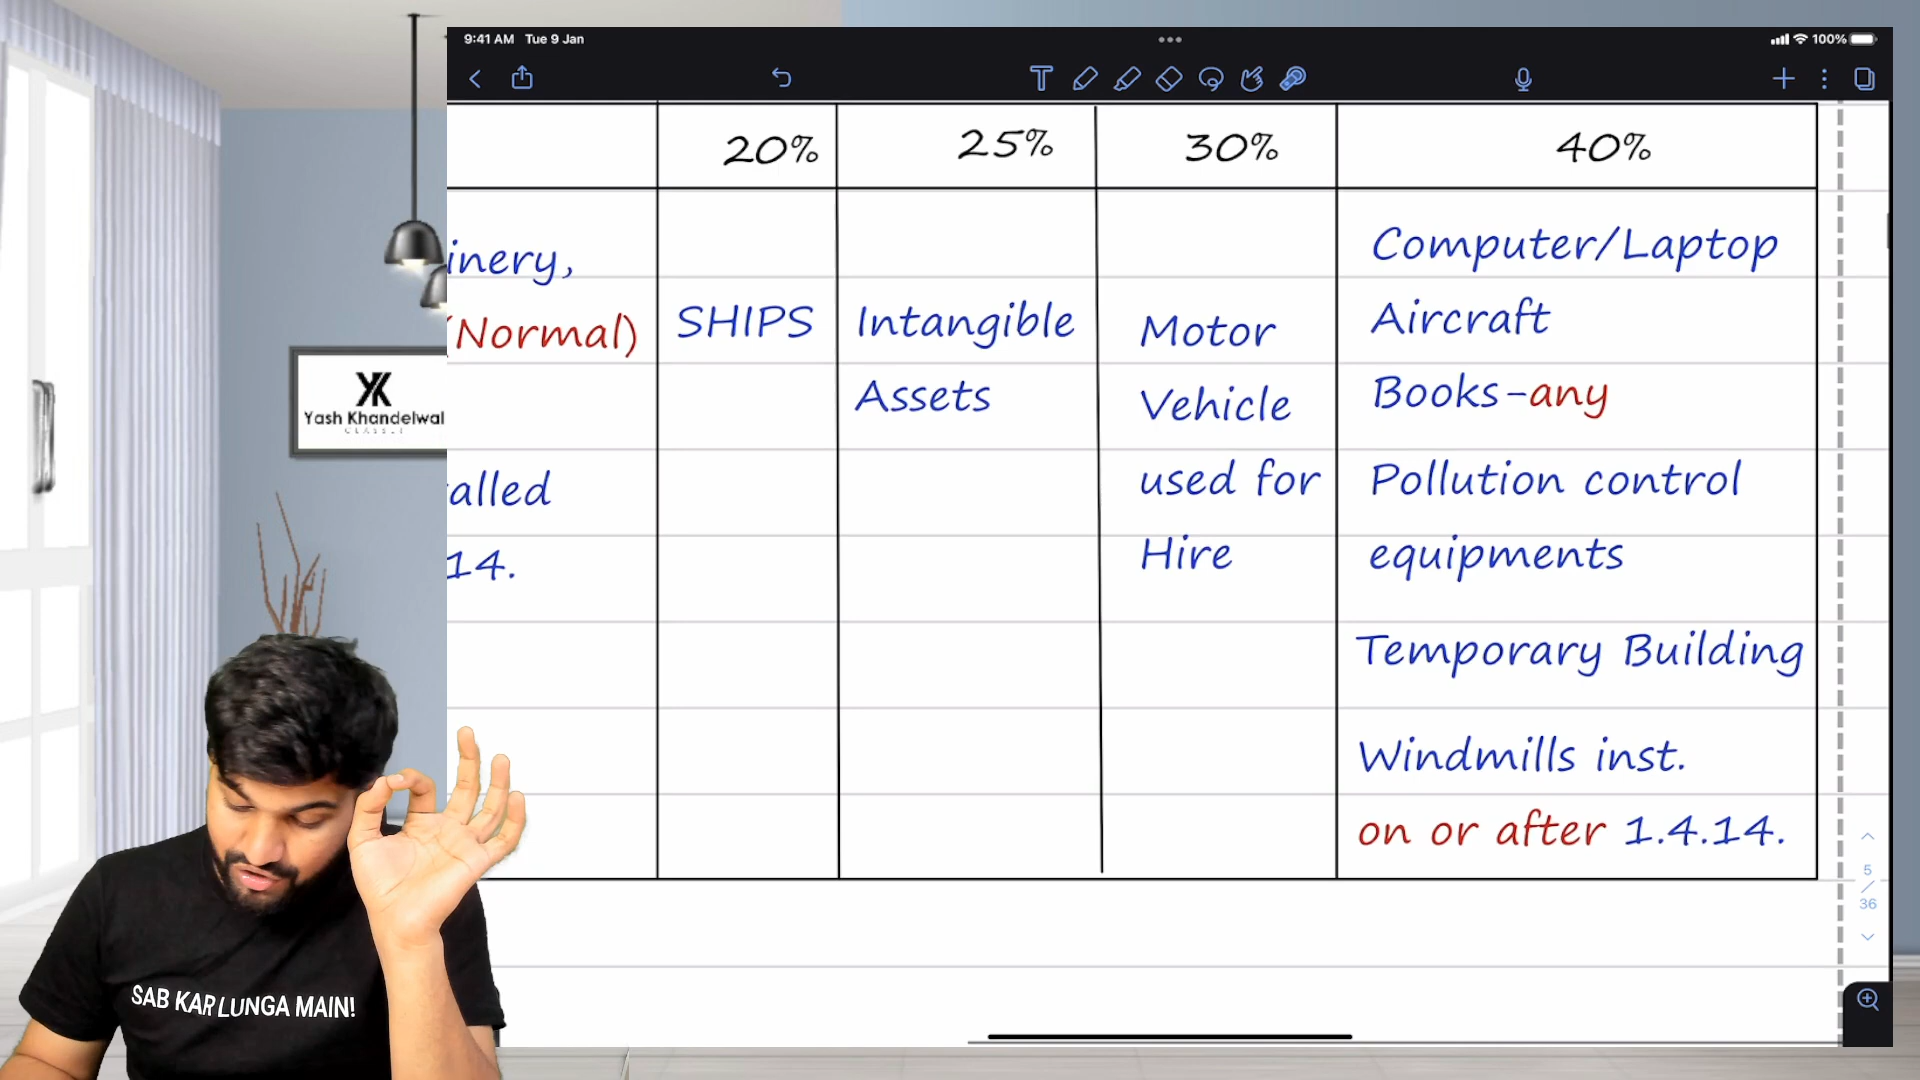 9:41 AM Tue 9 Jan
100%
20%
25%
30%
40%
inery,
(Normal)
alled
14.
SHIPS
Intangible
Assets
Motor
Vehicle
used for
Hire
Computer/Laptop
Aircraft
Books-any
Pollution control
equipments
Temporary Building
Windmills inst.
on or after 1.4.14.
5
/
36
Yash Khandelwal
CLASSES
SAB KAR LUNGA MAIN!